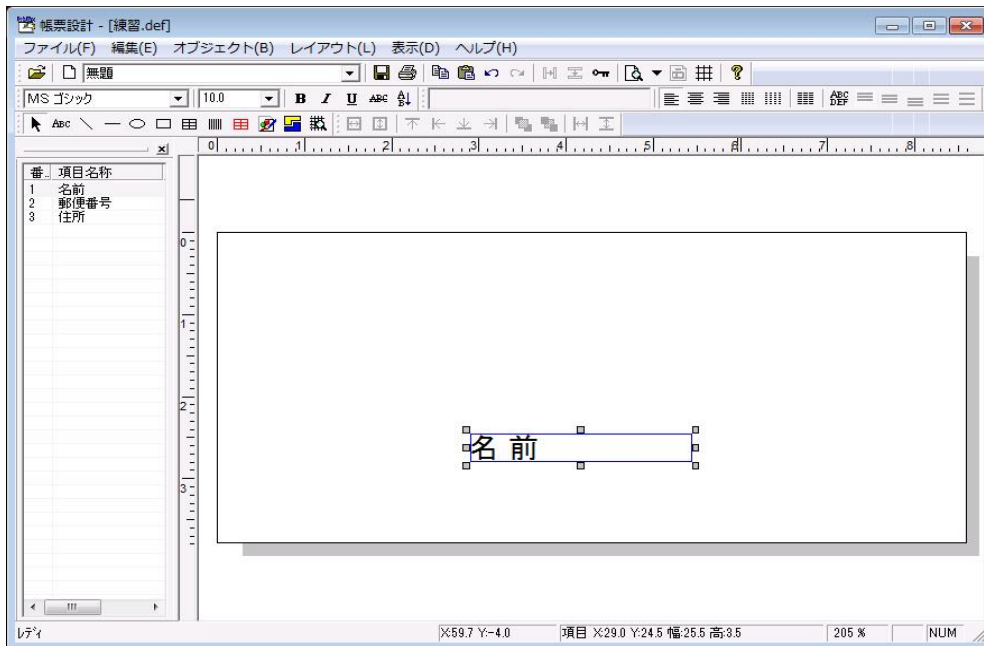 帳票設計 - [練習.def]
ファイル(F) 編集(E) オブジェクト(B) レイアウト(L) 表示(D) ヘルプ(H)
無題
MS ゴシック 10.0 B I U ABC
ABC
0 1 2 3 4 5 6 7 8
番.. 項目名称
1 名前
2 郵便番号
3 住所
0
1
2
3
名 前
レディ X:59.7 Y:-4.0 項目 X:29.0 Y:24.5 幅:25.5 高:3.5 205 % NUM